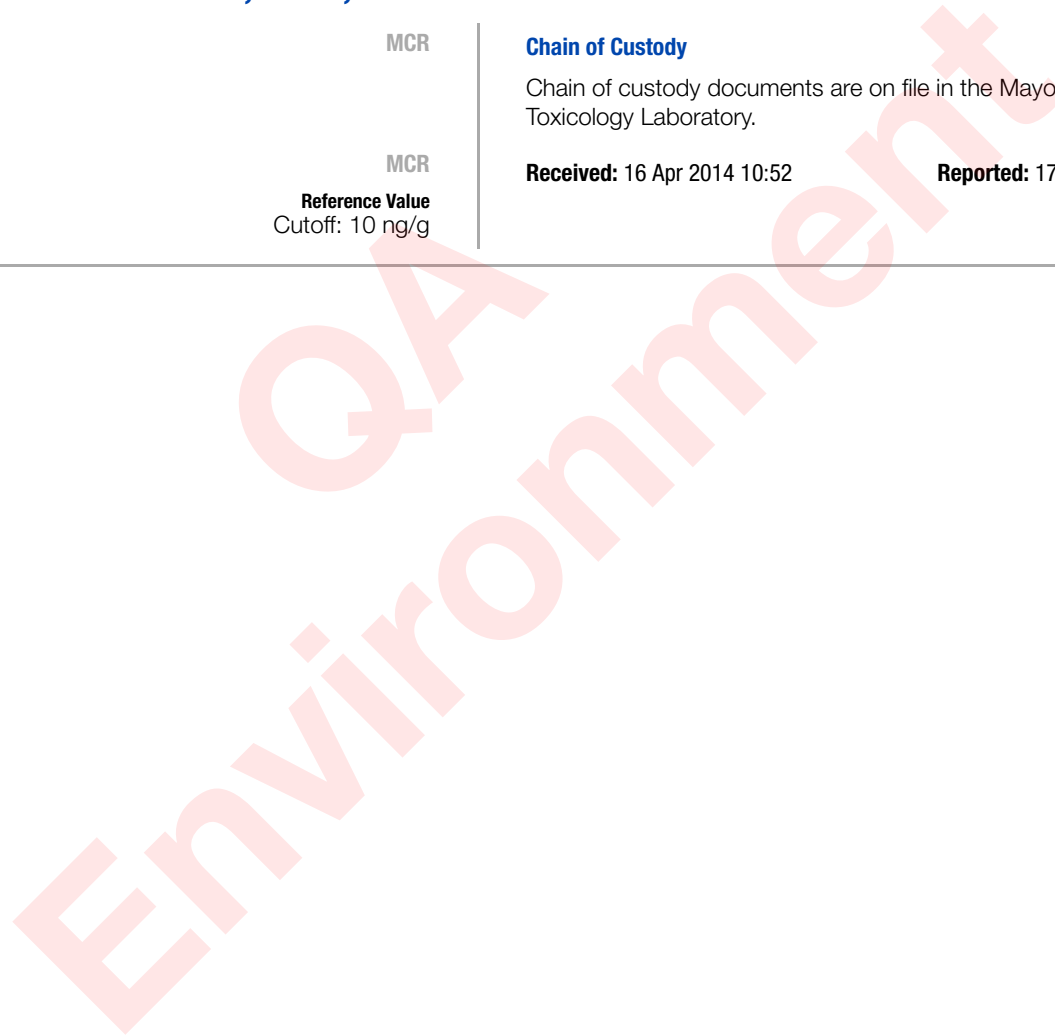 MCR
MCR
Reference Value
Cutoff: 10 ng/g
Chain of Custody
Chain of custody documents are on file in the Mayo
Toxicology Laboratory.
Received: 16 Apr 2014 10:52
Reported: 17
QA
Environment